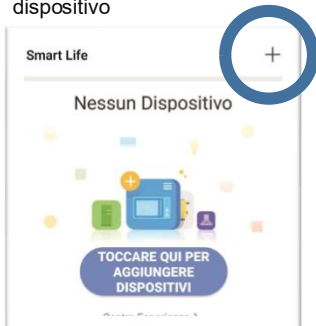 dispositivo
Smart Life +
Nessun Dispositivo
TOCCARE QUI PER
AGGIUNGERE
DISPOSITIVI